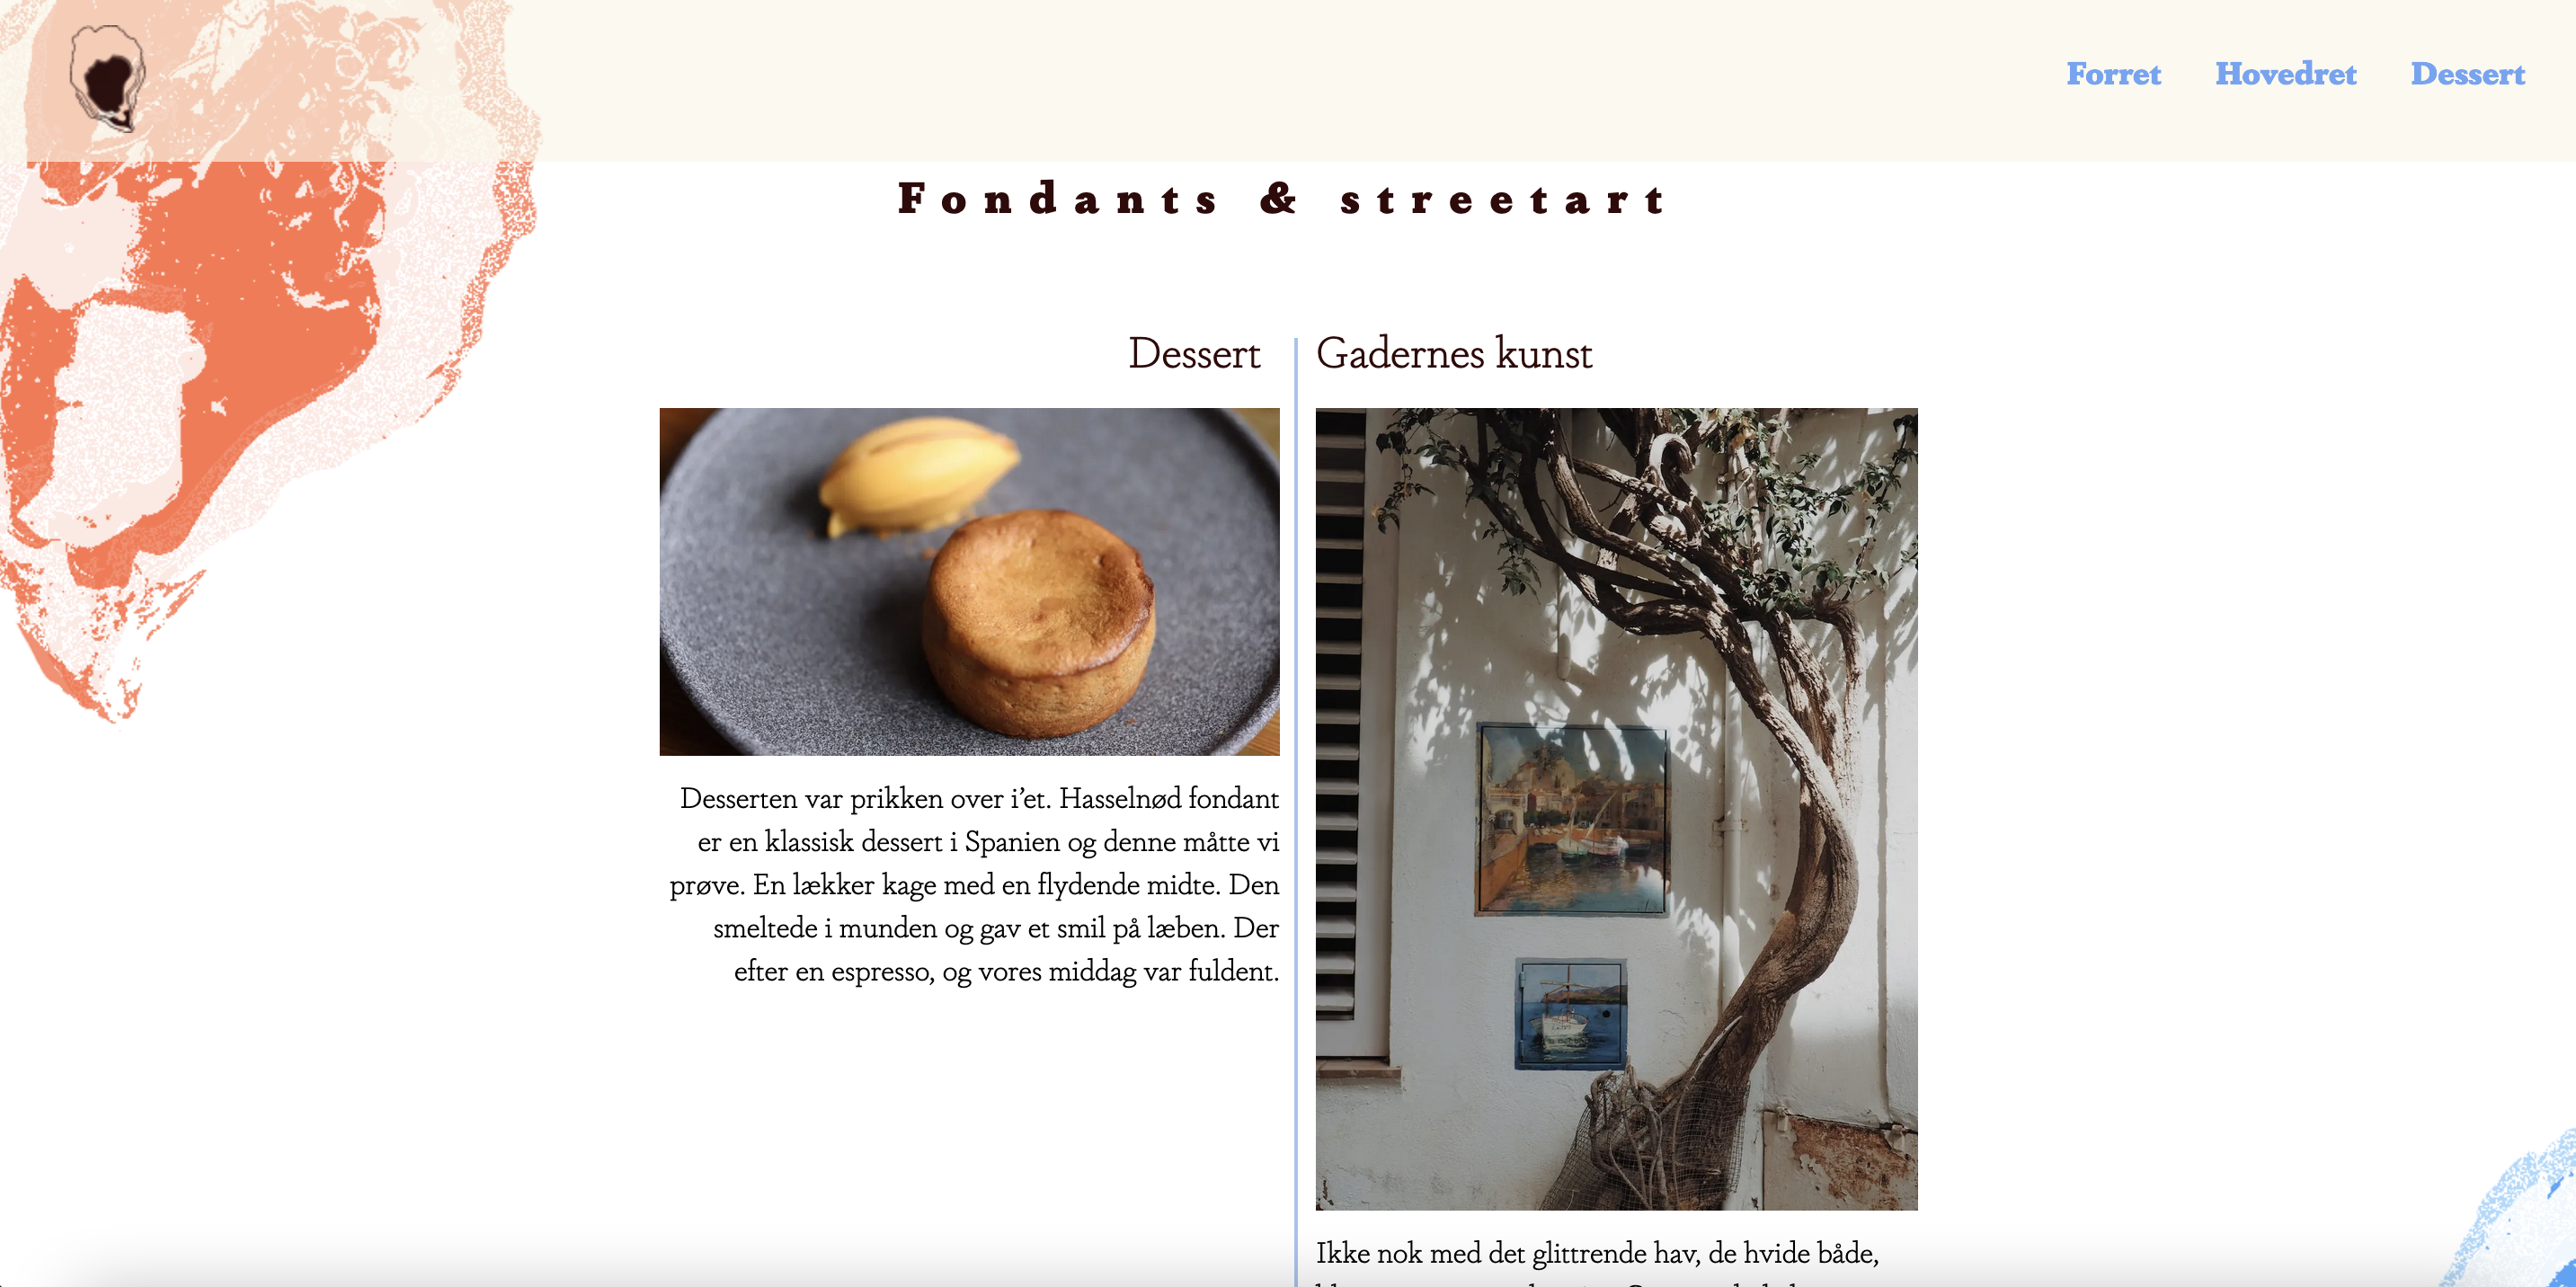 Forret Hovedret Dessert
Fondants & streetart
Dessert
Desserten var prikken over i’et. Hasselnød fondant
er en klassisk dessert i Spanien og denne måtte vi
prøve. En lækker kage med en flydende midte. Den
smeltede i munden og gav et smil på læben. Der
efter en espresso, og vores middag var fuldent.
Gadernes kunst
Ikke nok med det glittrende hav, de hvide både,